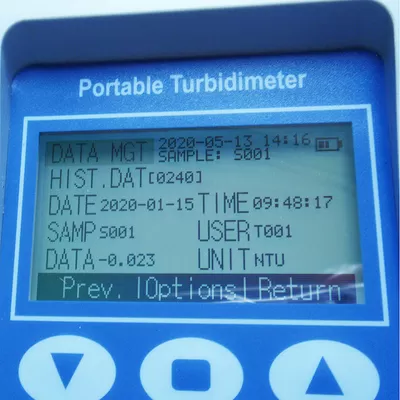 Portable Turbidimeter
DATA MGT 2020-05-13 14:16
SAMPLE: S001
HIST.DAT[0240]
DATE 2020-01-15 TIME 09:48:17
SAMP S001 USER T001
DATA -0.023 UNIT NTU
Prev. |Options| Return